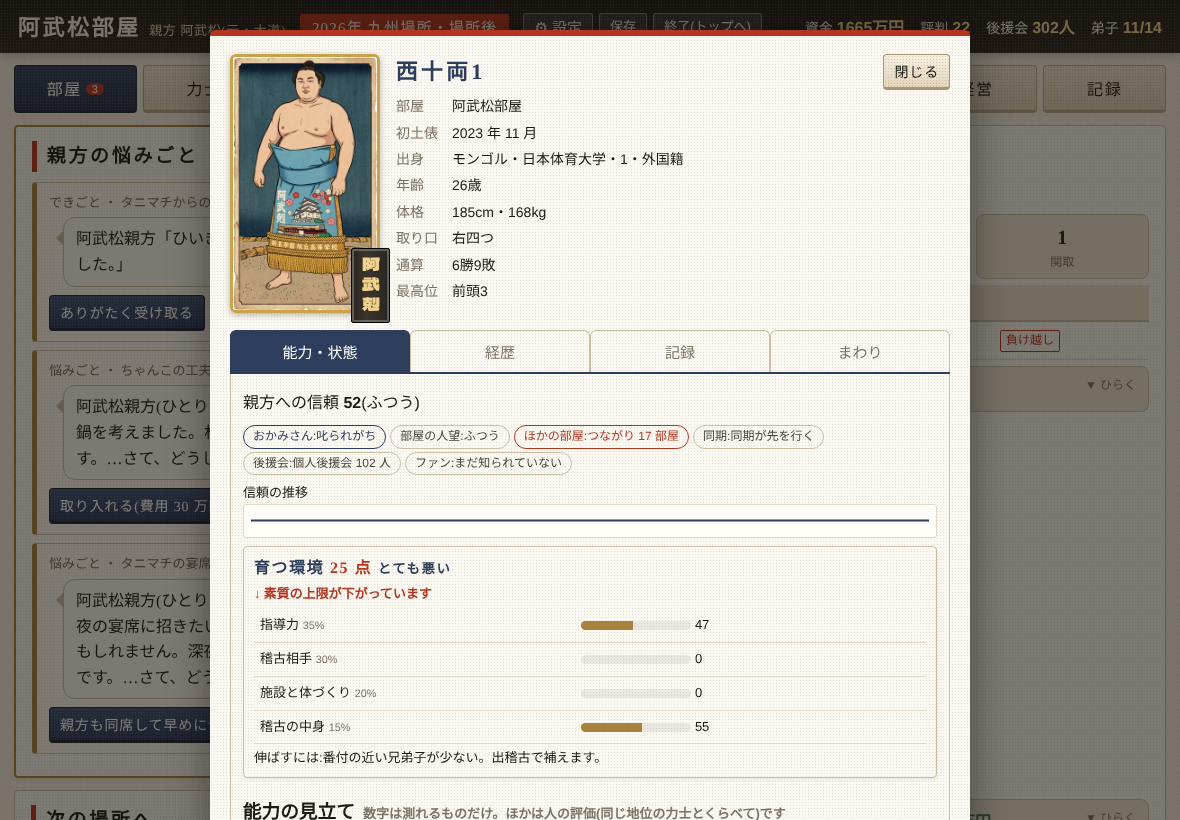 阿武松部屋
2026年 九州場所・場所後
⚙ 設定
保存
終了(トップへ)
資金 1665万円
評判 22
後援会 302人
弟子 11/14
部屋 3
記録
親方の悩みごと
できごと ・ タニマチからの
阿武松親方「ひいき
した。」
ありがたく受け取る
悩みごと ・ ちゃんこの工夫
阿武松親方(ひとり
鍋を考えました。
す。…さて、どうし
取り入れる(費用 30 万
悩みごと ・ タニマチの宴席
阿武松親方(ひとり
夜の宴席に招きたい
もしれません。深夜
です。…さて、どう
親方も同席して早めに
次の場所へ
1
関取
負け越し
▼ ひらく
▼ ひらく
西十両1
閉じる
部屋 阿武松部屋
初土俵 2023 年 11 月
出身 モンゴル・日本体育大学・1・外国籍
年齢 26歳
体格 185cm・168kg
取り口 右四つ
通算 6勝9敗
最高位 前頭3
阿武剋
能力・状態
経歴
記録
まわり
親方への信頼 52(ふつう)
おかみさん:叱られがち
部屋の人望:ふつう
ほかの部屋:つながり 17 部屋
同期:同期が先を行く
後援会:個人後援会 102 人
ファン:まだ知られていない
信頼の推移
育つ環境 25 点 とても悪い
↓ 素質の上限が下がっています
指導力 35% 47
稽古相手 30% 0
施設と体づくり 20% 0
稽古の中身 15% 55
伸ばすには:番付の近い兄弟子が少ない。出稽古で補えます。
能力の見立て 数字は測れるものだけ。ほかは人の評価(同じ地位の力士とくらべて)です